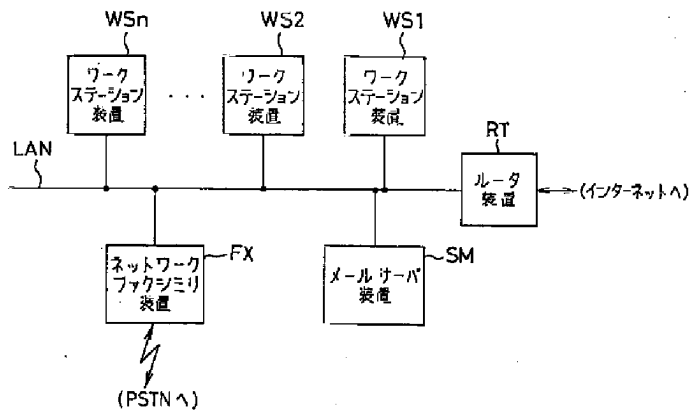 WSn
WS2
WS1
ワーク
ステーション
装置
. . .
ワーク
ステーション
装置
ワーク
ステーション
装置
RT
LAN
ルータ
装置
(インターネットへ)
ネットワーク
ファクシミリ
装置
FX
メールサーバ
装置
SM
(PSTNへ)